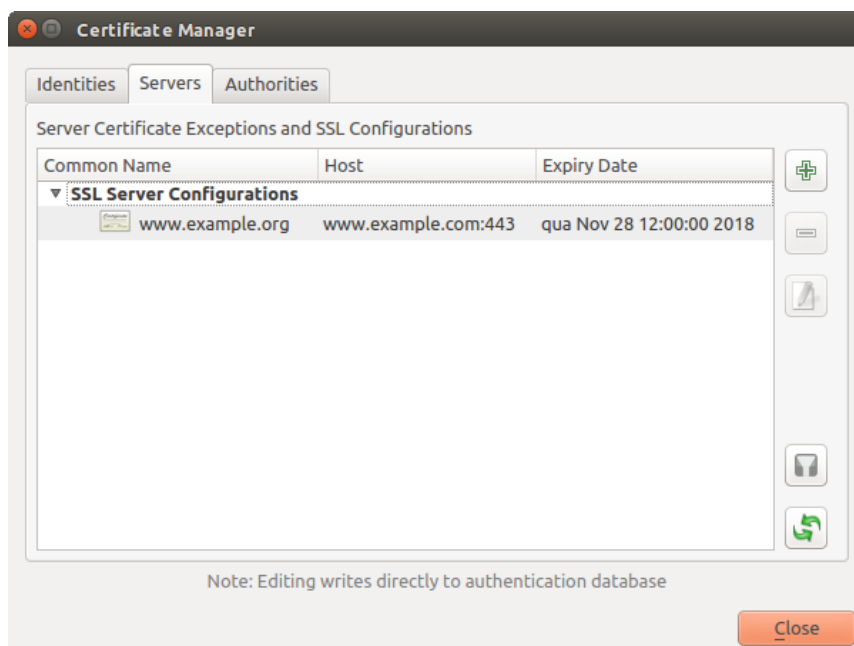 Certificate Manager
Identities Servers Authorities
Server Certificate Exceptions and SSL Configurations
Common Name Host Expiry Date
SSL Server Configurations
www.example.org www.example.com:443 qua Nov 28 12:00:00 2018
Note: Editing writes directly to authentication database
Close